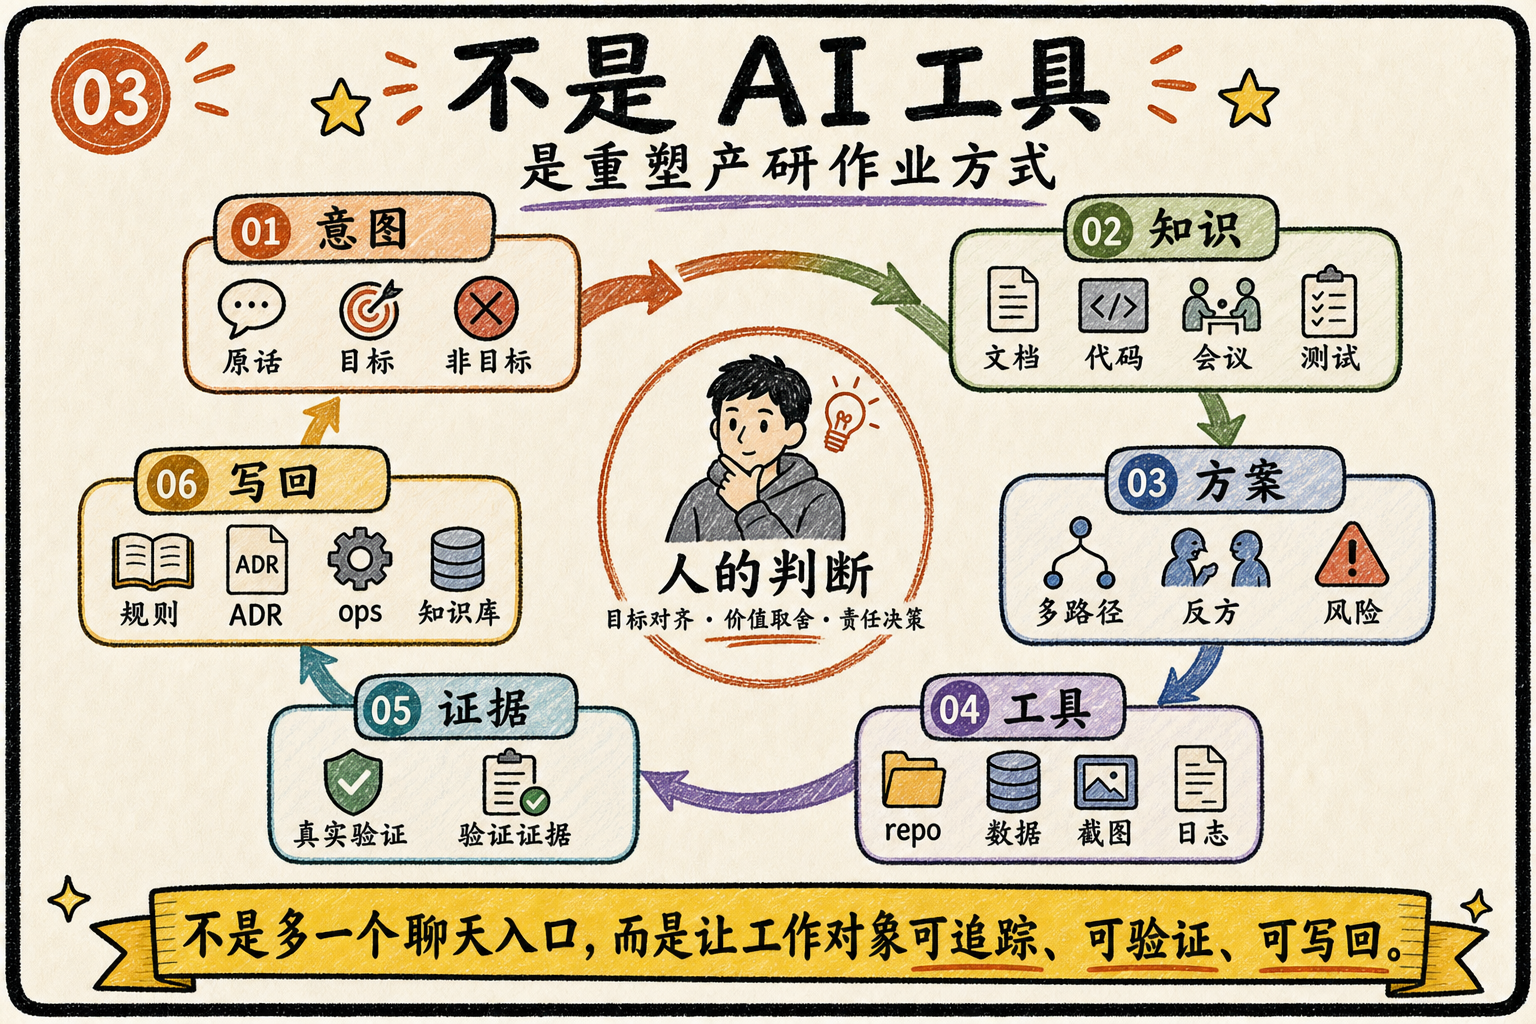 03
不是 AI 工具
是重塑产研作业方式
01 意图
原话 目标 非目标
02 知识
</>
文档 代码 会议 测试
03 方案
多路径 反方 风险
04 工具
repo 数据 截图 日志
05 证据
真实验证 验证证据
06 写回
ADR
规则 ADR ops 知识库
人的判断
目标对齐・价值取舍・责任决策
不是多一个聊天入口，而是让工作对象可追踪、可验证、可写回。